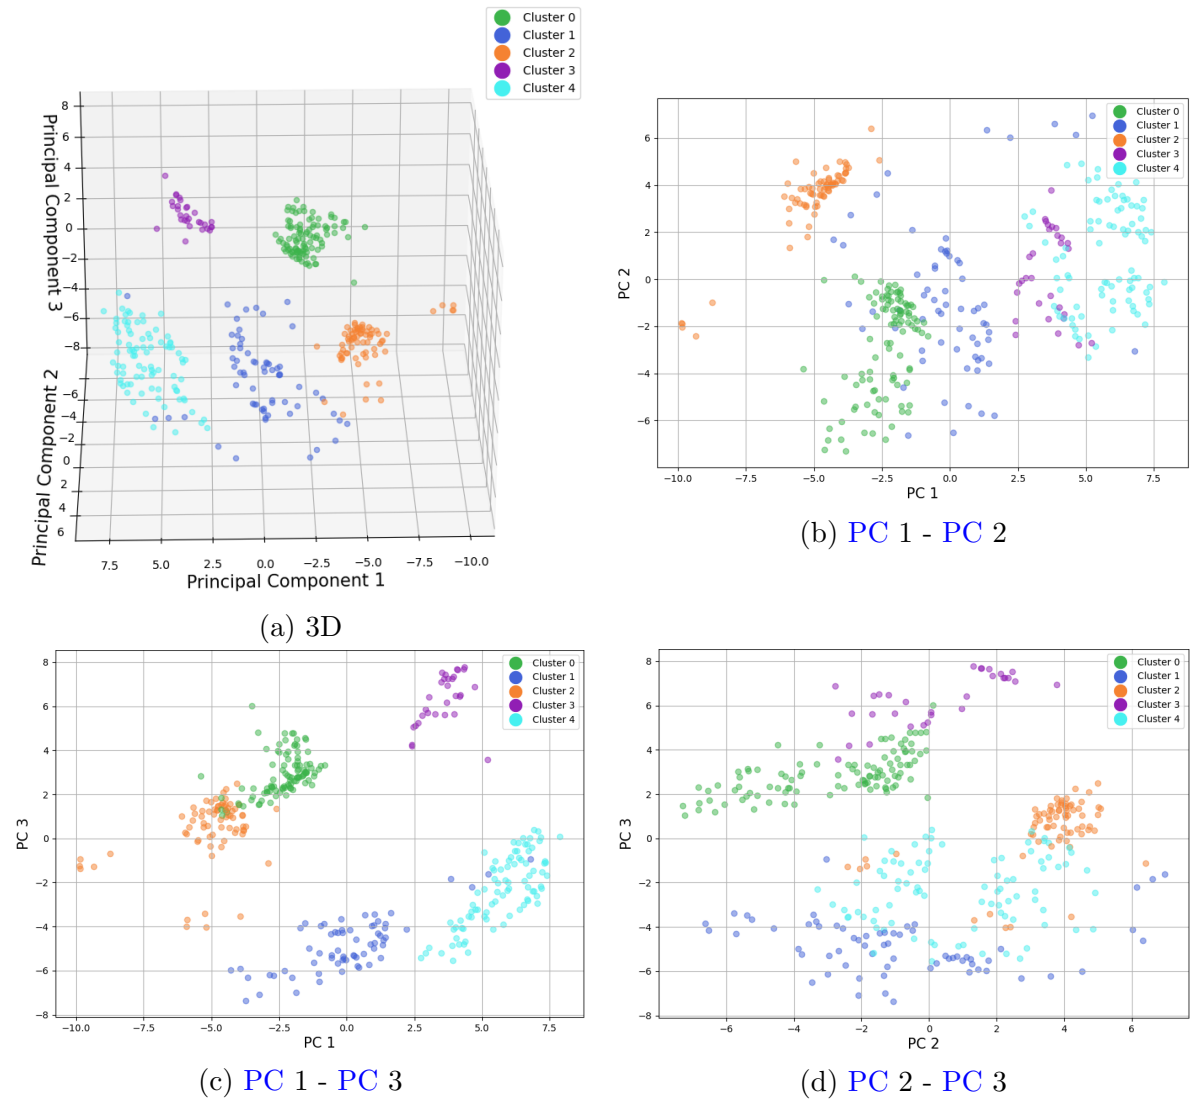 Cluster 0
Cluster 1
Cluster 2
Cluster 3
Cluster 4
8
6
4
2
0
−2
−4
−6
−8
Principal Component 3
−6
−4
−2
0
2
4
6
Principal Component 2
7.5 5.0 2.5 0.0 −2.5 −5.0 −7.5 −10.0
Principal Component 1
(a) 3D
Cluster 0
Cluster 1
Cluster 2
Cluster 3
Cluster 4
6
4
2
0
−2
−4
−6
PC 2
−10.0 −7.5 −5.0 −2.5 0.0 2.5 5.0 7.5
PC 1
(b) PC 1 - PC 2
Cluster 0
Cluster 1
Cluster 2
Cluster 3
Cluster 4
8
6
4
2
0
−2
−4
−6
−8
PC 3
−10.0 −7.5 −5.0 −2.5 0.0 2.5 5.0 7.5
PC 1
(c) PC 1 - PC 3
Cluster 0
Cluster 1
Cluster 2
Cluster 3
Cluster 4
8
6
4
2
0
−2
−4
−6
−8
PC 3
−6 −4 −2 0 2 4 6
PC 2
(d) PC 2 - PC 3